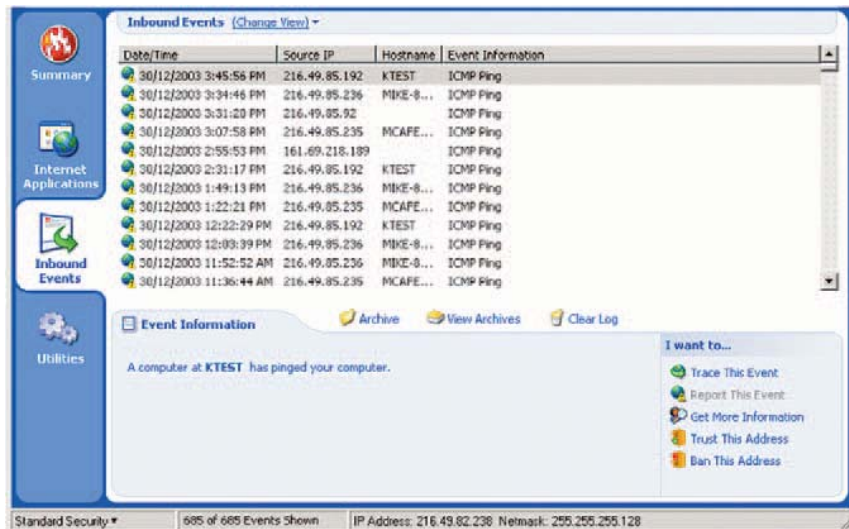 Summary
Internet
Applications
Inbound
Events
Utilities
Inbound Events (Change View)
Date/Time Source IP Hostname Event Information
30/12/2003 3:45:56 PM 216.49.85.192 KTEST ICMP Ping
30/12/2003 3:34:46 PM 216.49.85.236 MIKE-8... ICMP Ping
30/12/2003 3:31:20 PM 216.49.85.92 ICMP Ping
30/12/2003 3:07:58 PM 216.49.85.235 MCAFE... ICMP Ping
30/12/2003 2:55:53 PM 161.69.218.189 ICMP Ping
30/12/2003 2:31:17 PM 216.49.85.192 KTEST ICMP Ping
30/12/2003 1:49:13 PM 216.49.85.236 MIKE-8... ICMP Ping
30/12/2003 1:22:21 PM 216.49.85.235 MCAFE... ICMP Ping
30/12/2003 12:22:29 PM 216.49.85.192 KTEST ICMP Ping
30/12/2003 12:03:39 PM 216.49.85.236 MIKE-8... ICMP Ping
30/12/2003 11:52:52 AM 216.49.85.236 MIKE-8... ICMP Ping
30/12/2003 11:36:44 AM 216.49.85.235 MCAFE... ICMP Ping
Event Information
Archive View Archives Clear Log
A computer at KTEST has pinged your computer.
I want to...
Trace This Event
Report This Event
Get More Information
Trust This Address
Ban This Address
Standard Security 685 of 685 Events Shown IP Address: 216.49.82.238 Netmask: 255.255.255.128